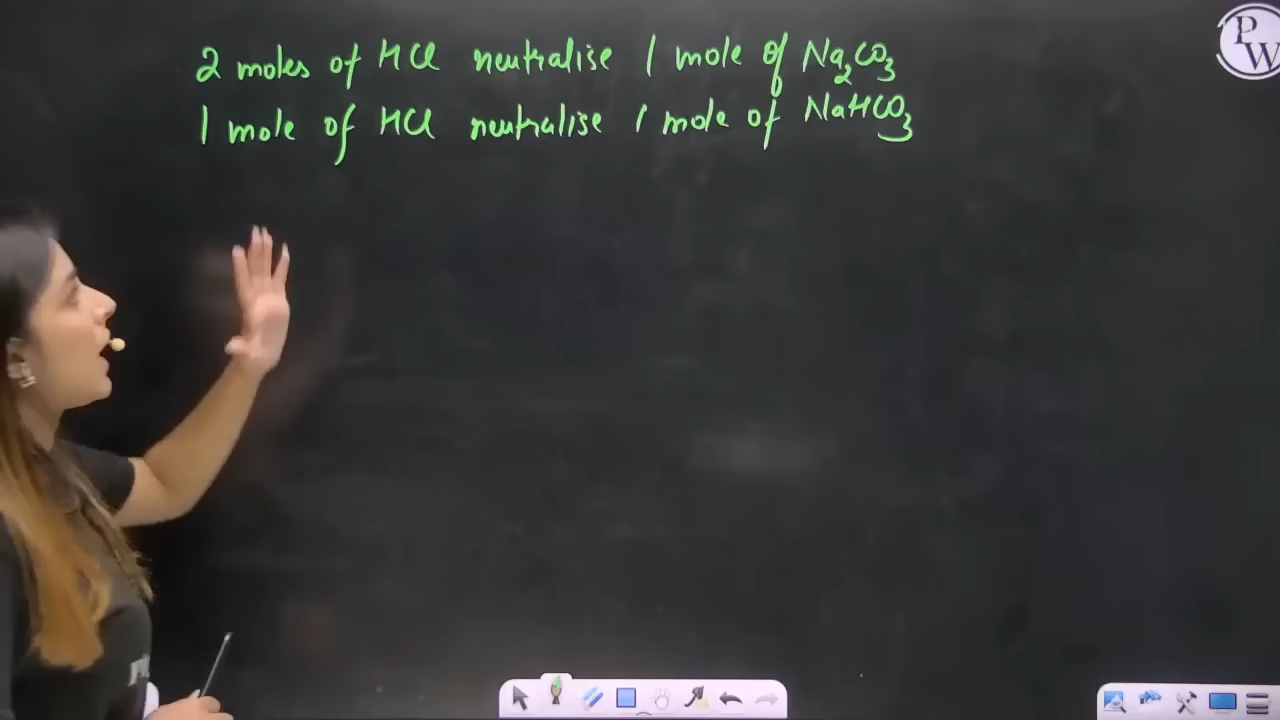 2 moles of HCl neutralise 1 mole of Na₂CO₃
1 mole of HCl neutralise 1 mole of NaHCO₃
P
W